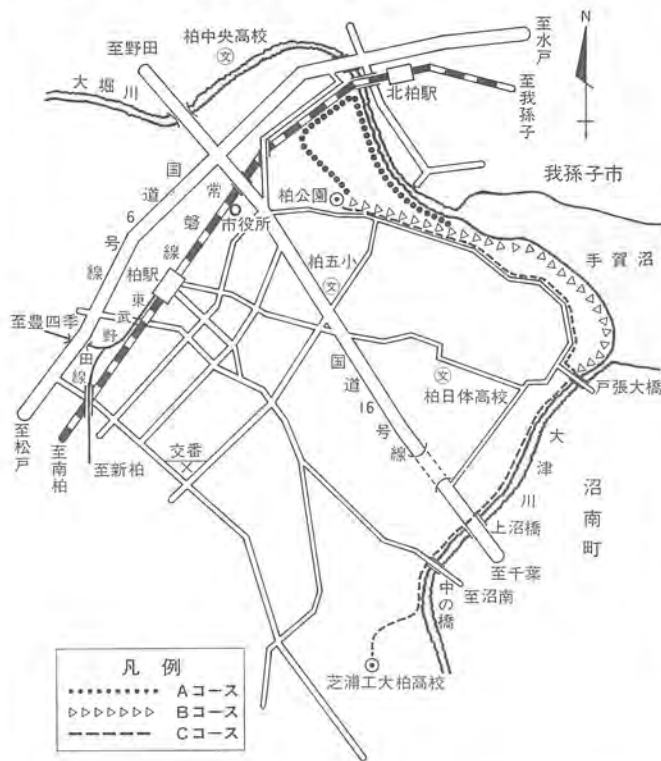 至野田
柏中央高校
文
大堀川
至水戸
N
北柏駅
至我孫子
我孫子市
国道6号線
常磐線
柏公園
市役所
手賀沼
柏駅
柏五小
文
東武野田線
至豊四季
国道16号線
文
柏日体高校
戸張大橋
至松戸
至南柏
至新柏
交番
大津川
沼南町
上沼橋
至千葉
至沼南
中の橋
芝浦工大柏高校
凡例
Aコース
Bコース
Cコース